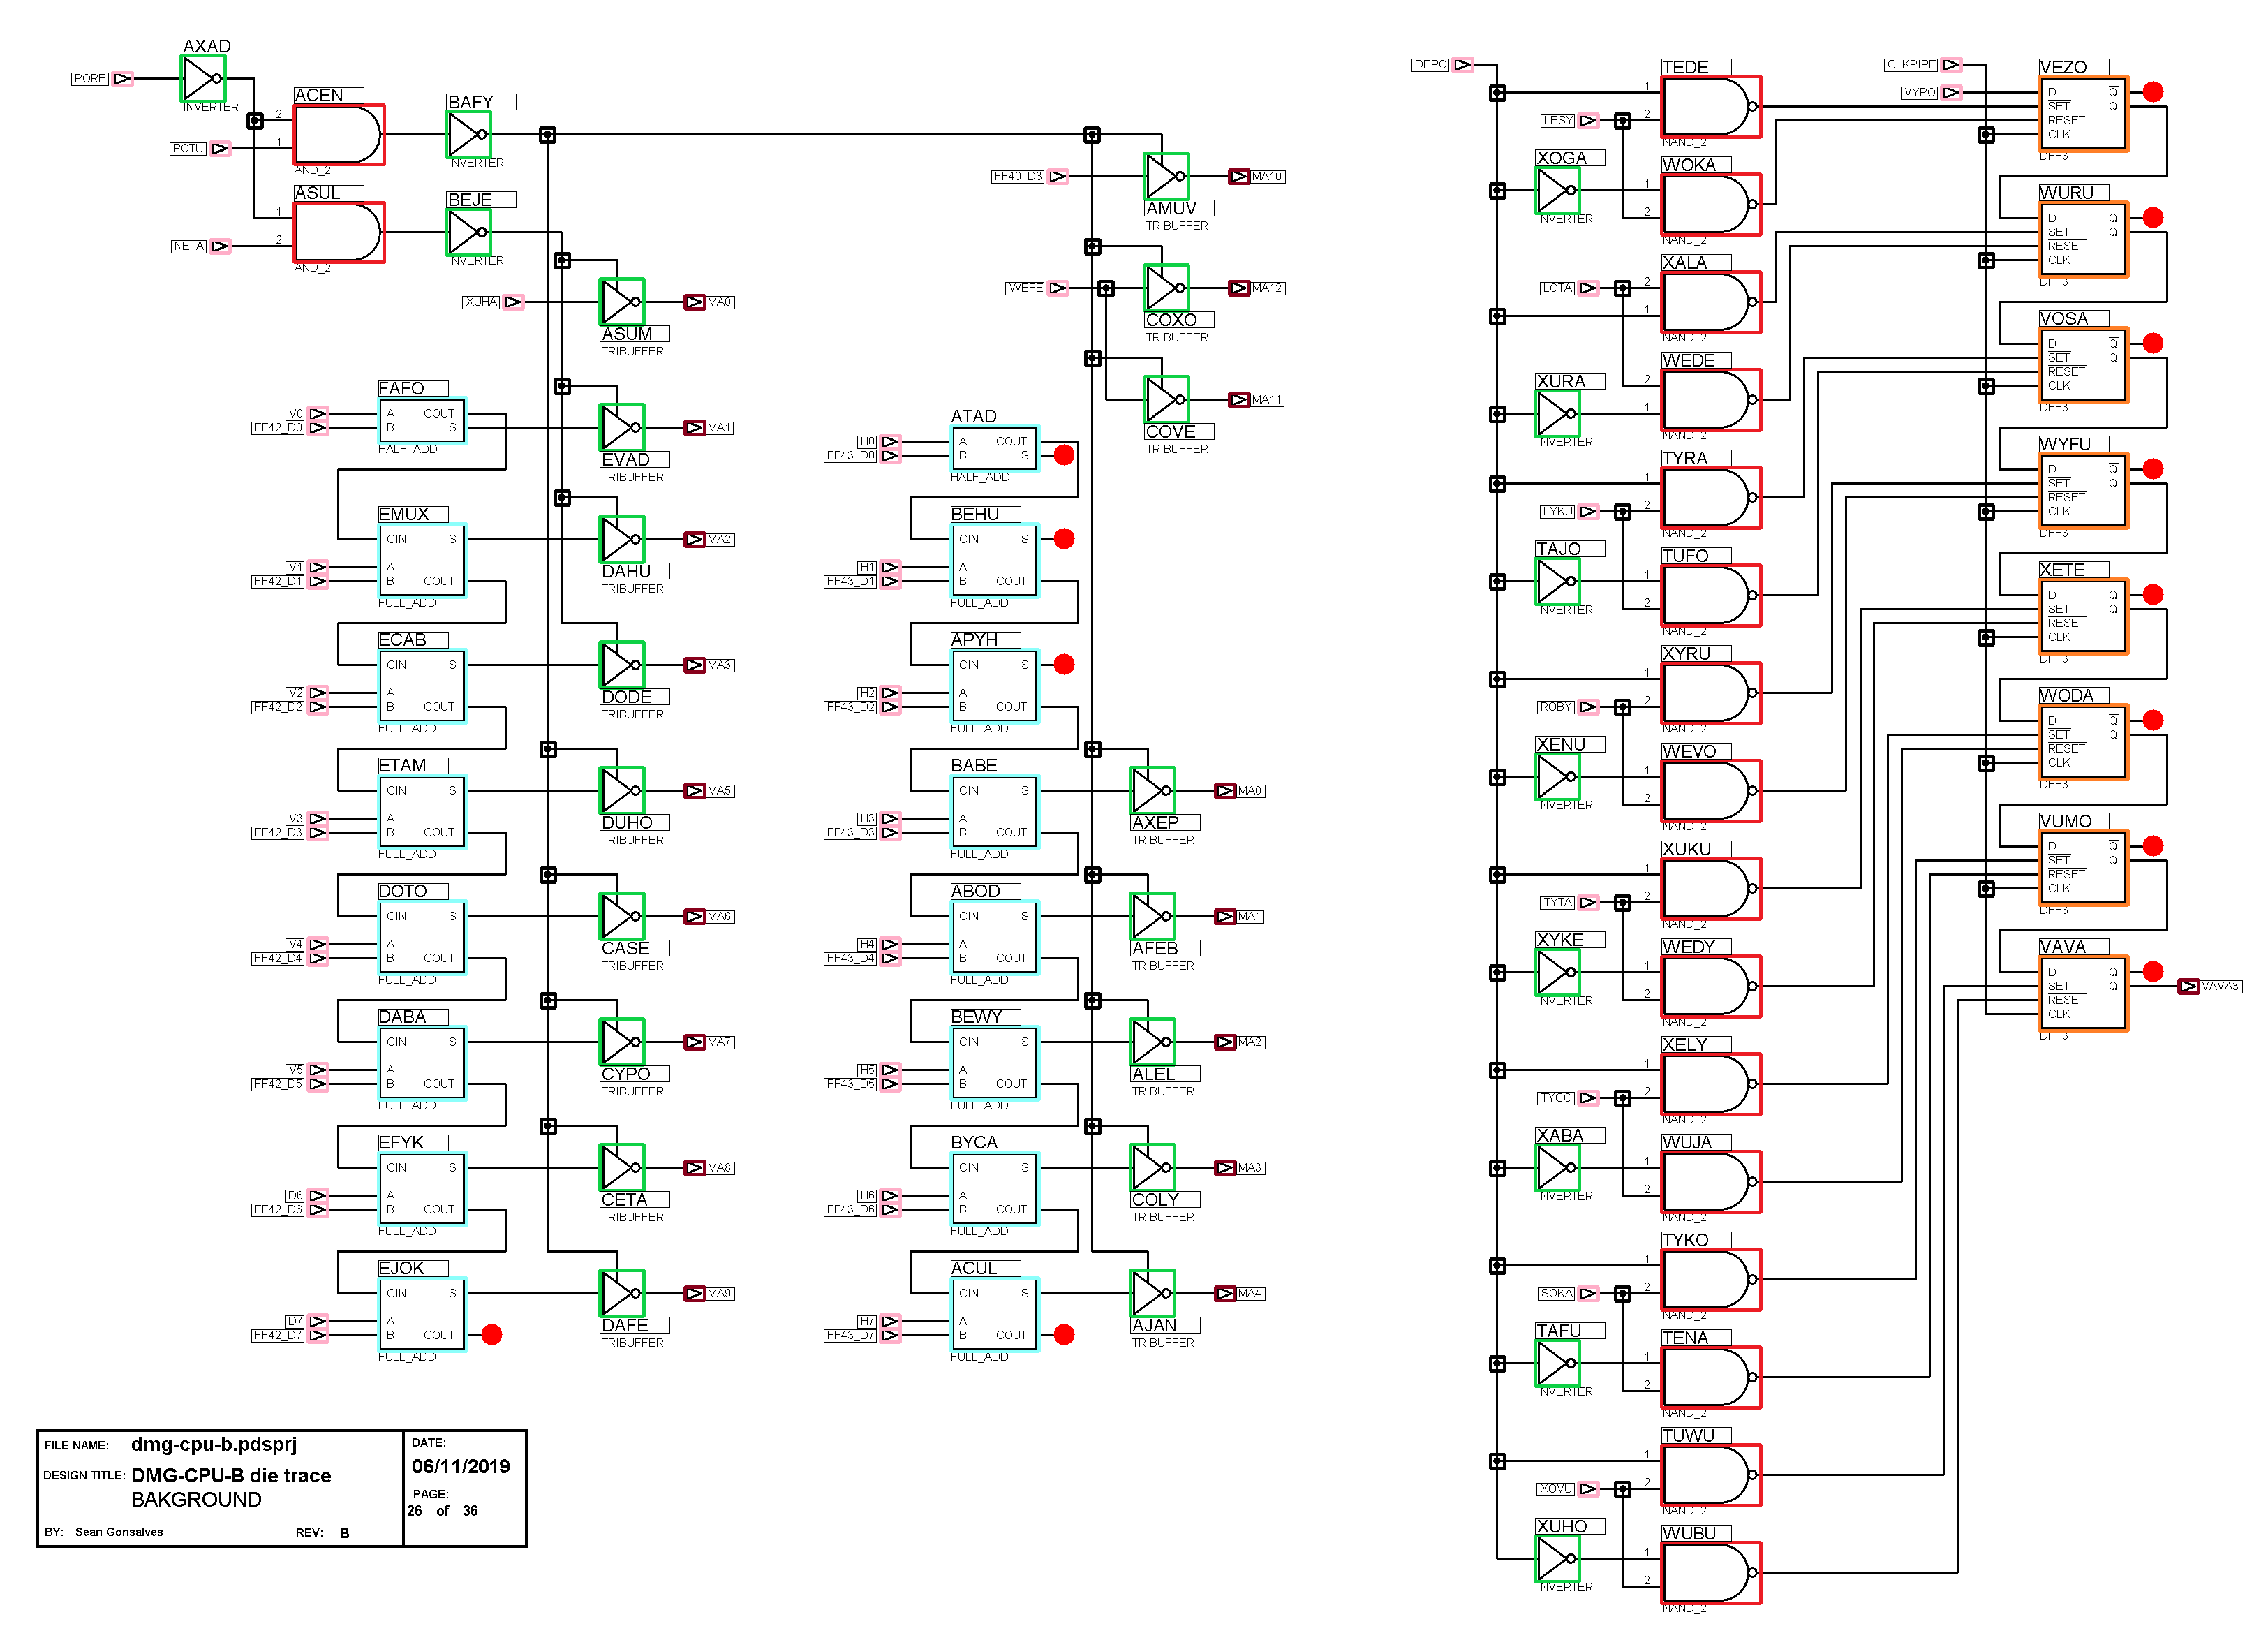 AXAD
PORE
INVERTER
ACEN
2
POTU
1
AND_2
BAFY
INVERTER
ASUL
1
NETA
2
AND_2
BEJE
INVERTER
XUHA
MA0
ASUM
TRIBUFFER
FAFO
V0
A
COUT
FF42_D0
B
S
HALF_ADD
MA1
EVAD
TRIBUFFER
EMUX
CIN
S
V1
A
FF42_D1
B
COUT
FULL_ADD
MA2
DAHU
TRIBUFFER
ECAB
CIN
S
V2
A
FF42_D2
B
COUT
FULL_ADD
MA3
DODE
TRIBUFFER
ETAM
CIN
S
V3
A
FF42_D3
B
COUT
FULL_ADD
MA5
DUHO
TRIBUFFER
DOTO
CIN
S
V4
A
FF42_D4
B
COUT
FULL_ADD
MA6
CASE
TRIBUFFER
DABA
CIN
S
V5
A
FF42_D5
B
COUT
FULL_ADD
MA7
CYPO
TRIBUFFER
EFYK
CIN
S
D6
A
FF42_D6
B
COUT
FULL_ADD
MA8
CETA
TRIBUFFER
EJOK
CIN
S
D7
A
FF42_D7
B
COUT
FULL_ADD
MA9
DAFE
TRIBUFFER
FF40_D3
MA10
AMUV
TRIBUFFER
WEFE
MA12
COXO
TRIBUFFER
MA11
COVE
TRIBUFFER
ATAD
H0
A
COUT
FF43_D0
B
S
HALF_ADD
BEHU
CIN
S
H1
A
FF43_D1
B
COUT
FULL_ADD
APYH
CIN
S
H2
A
FF43_D2
B
COUT
FULL_ADD
BABE
CIN
S
H3
A
FF43_D3
B
COUT
FULL_ADD
MA0
AXEP
TRIBUFFER
ABOD
CIN
S
H4
A
FF43_D4
B
COUT
FULL_ADD
MA1
AFEB
TRIBUFFER
BEWY
CIN
S
H5
A
FF43_D5
B
COUT
FULL_ADD
MA2
ALEL
TRIBUFFER
BYCA
CIN
S
H6
A
FF43_D6
B
COUT
FULL_ADD
MA3
COLY
TRIBUFFER
ACUL
CIN
S
H7
A
FF43_D7
B
COUT
FULL_ADD
MA4
AJAN
TRIBUFFER
DEPO
TEDE
1
LESY
2
NAND_2
XOGA
INVERTER
WOKA
1
2
NAND_2
XALA
LOTA
2
1
NAND_2
XURA
INVERTER
WEDE
2
1
NAND_2
TYRA
1
LYKU
2
NAND_2
TAJO
INVERTER
TUFO
1
2
NAND_2
XYRU
1
ROBY
2
NAND_2
XENU
INVERTER
WEVO
1
2
NAND_2
XUKU
1
TYTA
2
NAND_2
XYKE
INVERTER
WEDY
1
2
NAND_2
XELY
1
TYCO
2
NAND_2
XABA
INVERTER
WUJA
1
2
NAND_2
TYKO
1
SOKA
2
NAND_2
TAFU
INVERTER
TENA
1
2
NAND_2
TUWU
1
XOVU
2
NAND_2
XUHO
INVERTER
WUBU
1
2
NAND_2
CLKPIPE
VYPO
VEZO
D
Q
SET
Q
RESET
CLK
DFF3
WURU
D
Q
SET
Q
RESET
CLK
DFF3
VOSA
D
Q
SET
Q
RESET
CLK
DFF3
WYFU
D
Q
SET
Q
RESET
CLK
DFF3
XETE
D
Q
SET
Q
RESET
CLK
DFF3
WODA
D
Q
SET
Q
RESET
CLK
DFF3
VUMO
D
Q
SET
Q
RESET
CLK
DFF3
VAVA
D
Q
SET
Q
RESET
CLK
DFF3
VAVA3
FILE NAME: dmg-cpu-b.pdsprj
DESIGN TITLE: DMG-CPU-B die trace
BAKGROUND
BY: Sean Gonsalves REV: B
DATE:
06/11/2019
PAGE:
26 of 36